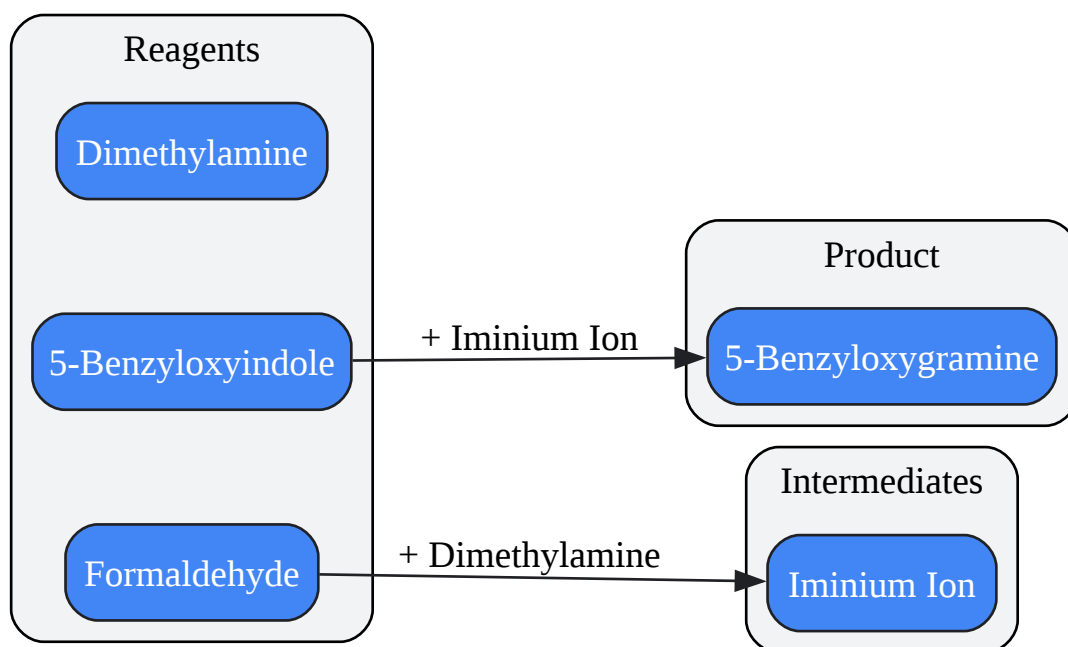 Reagents
Dimethylamine
5-Benzyloxyindole
Formaldehyde
+ Iminium Ion
+ Dimethylamine
Product
5-Benzyloxygramine
Intermediates
Iminium Ion